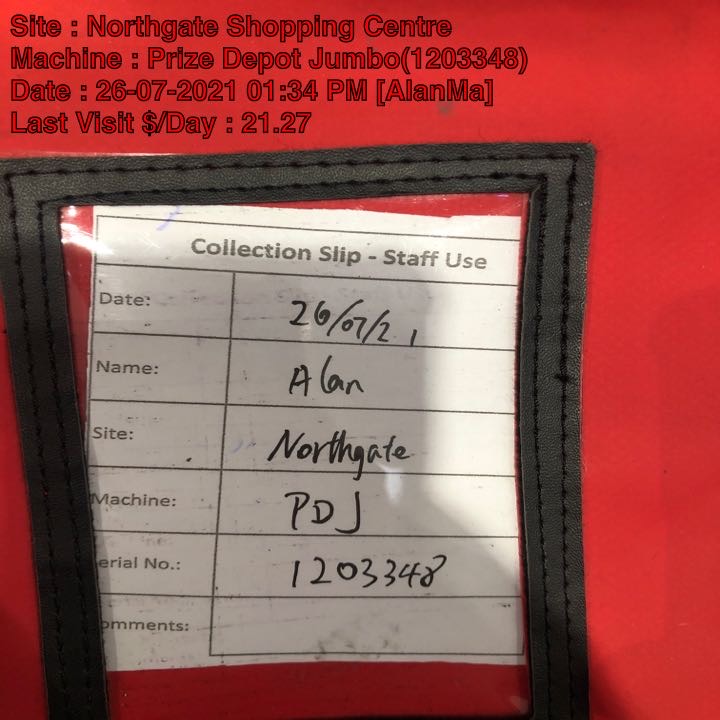 Site : Northgate Shopping Centre
Machine : Prize Depot Jumbo(1203348)
Date : 26-07-2021 01:34 PM [AlanMa]
Last Visit $/Day : 21.27
Collection Slip - Staff Use
Date: 26/07/21
Name: Alan
Site: Northgate
Machine: PDJ
erial No.: 1203348
omments: